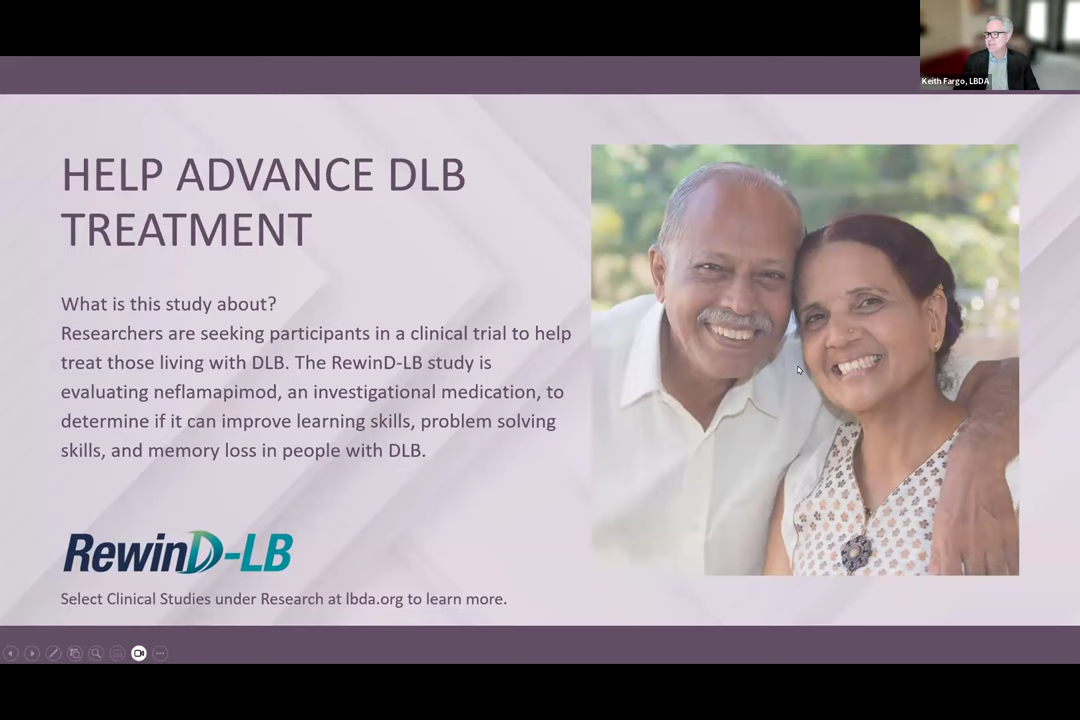 Keith Fargo, LBDA
HELP ADVANCE DLB
TREATMENT
What is this study about?
Researchers are seeking participants in a clinical trial to help
treat those living with DLB. The RewinD-LB study is
evaluating neflamapimod, an investigational medication, to
determine if it can improve learning skills, problem solving
skills, and memory loss in people with DLB.
RewinD-LB
Select Clinical Studies under Research at lbda.org to learn more.